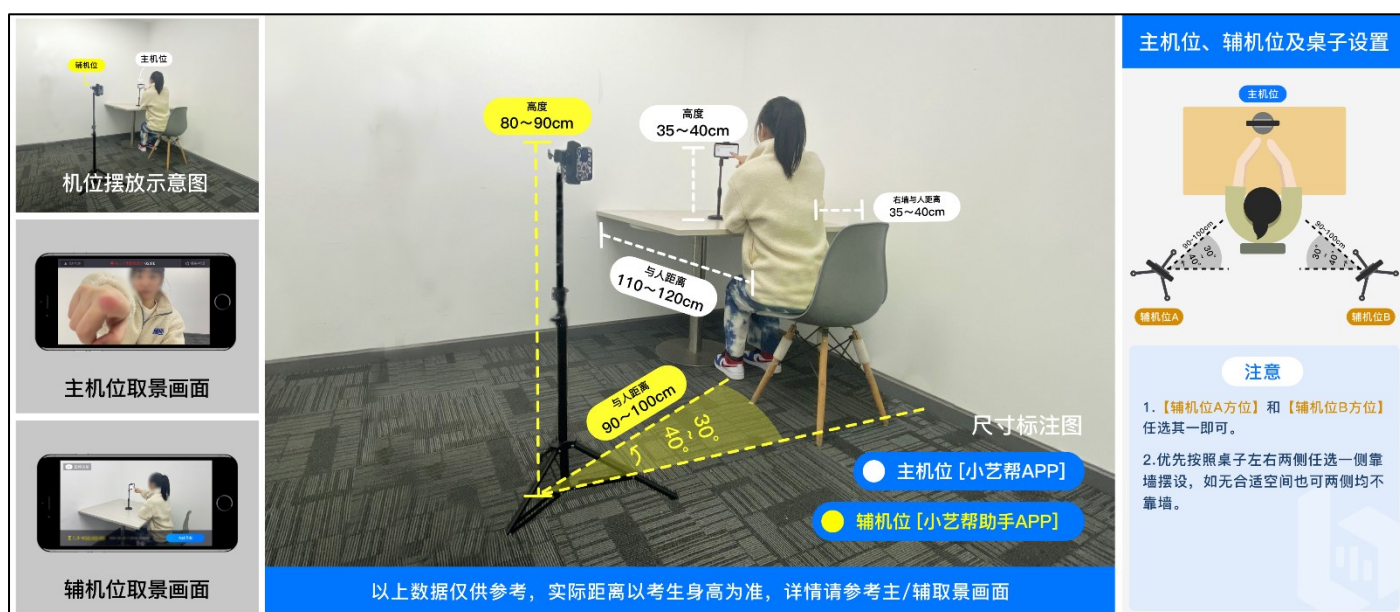 辅机位
主机位
机位摆放示意图
主机位取景画面
辅机位取景画面
高度
80～90cm
高度
35～40cm
右墙与人距离
35～40cm
与人距离
110～120cm
与人距离
90～100cm
30°
~
40°
尺寸标注图
主机位 [小艺帮APP]
辅机位 [小艺帮助手APP]
以上数据仅供参考，实际距离以考生身高为准，详情请参考主/辅取景画面
主机位、辅机位及桌子设置
主机位
90~100cm
30°
~
40°
90~100cm
30°
~
40°
辅机位A
辅机位B
注意
1.【辅机位A方位】和【辅机位B方位】
任选其一即可。
2.优先按照桌子左右两侧任选一侧靠
墙摆设，如无合适空间也可两侧均不
靠墙。